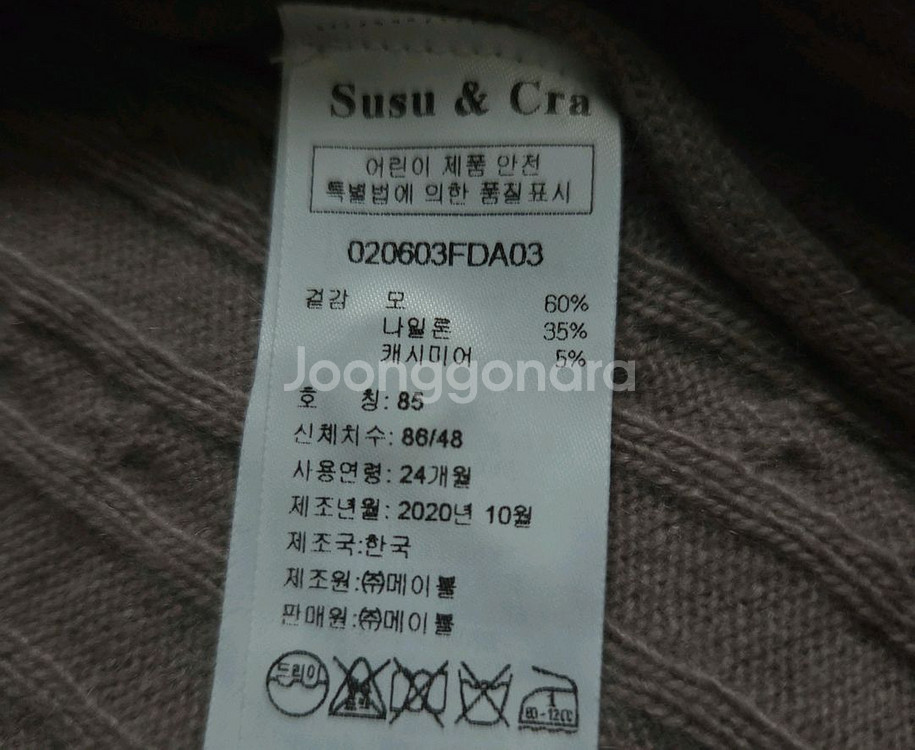 Susu & Cra
어린이 제품 안전
특별법에 의한 품질표시
020603FDA03
겉감 모 60%
나일론 35%
캐시미어 5%
Joonggonara
호 칭: 85
신체치수: 86/48
사용연령: 24개월
제조년월: 2020년 10월
제조국:한국
제조원:㈜메이블
판매원:㈜메이블
드라이